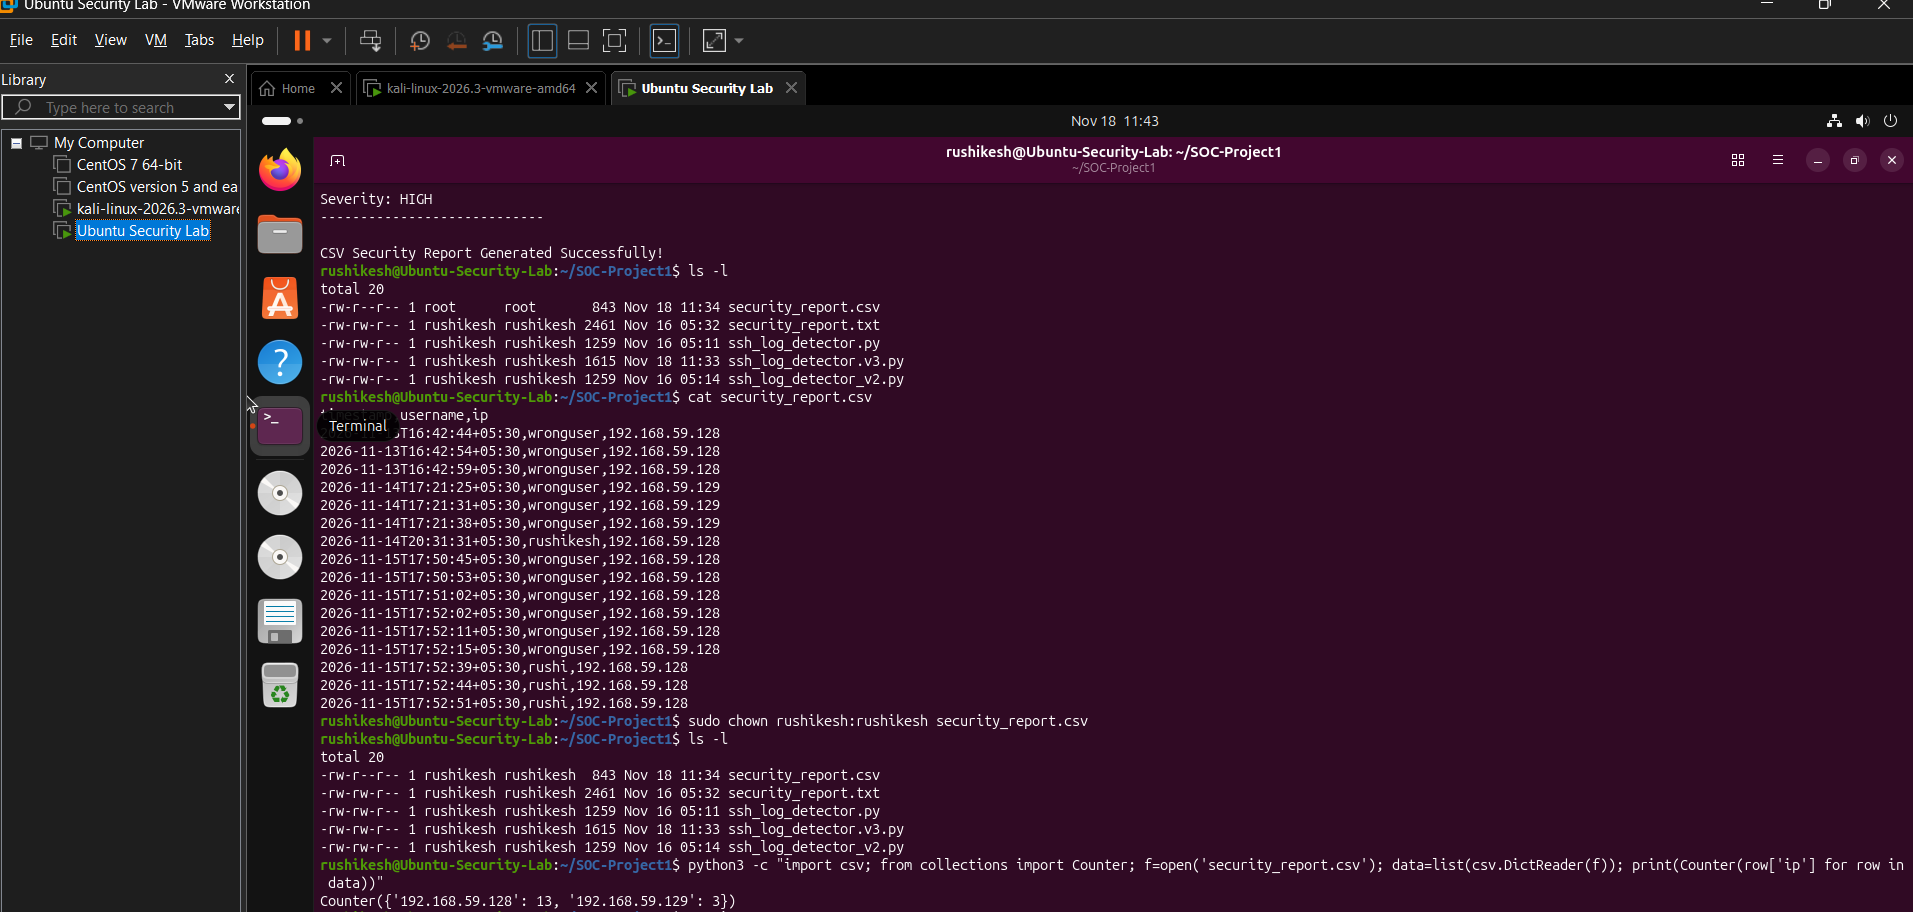 Ubuntu Security Lab - VMware Workstation
File Edit View VM Tabs Help
Library
Type here to search
My Computer
CentOS 7 64-bit
CentOS version 5 and ea
kali-linux-2026.3-vmware
Ubuntu Security Lab
Home
kali-linux-2026.3-vmware-amd64
Ubuntu Security Lab
Nov 18 11:43
rushikesh@Ubuntu-Security-Lab: ~/SOC-Project1
~/SOC-Project1
Severity: HIGH
----------------------------
CSV Security Report Generated Successfully!
rushikesh@Ubuntu-Security-Lab:~/SOC-Project1$ ls -l
total 20
-rw-r--r-- 1 root      root       843 Nov 18 11:34 security_report.csv
-rw-rw-r-- 1 rushikesh rushikesh 2461 Nov 16 05:32 security_report.txt
-rw-rw-r-- 1 rushikesh rushikesh 1259 Nov 16 05:11 ssh_log_detector.py
-rw-rw-r-- 1 rushikesh rushikesh 1615 Nov 18 11:33 ssh_log_detector.v3.py
-rw-rw-r-- 1 rushikesh rushikesh 1259 Nov 16 05:14 ssh_log_detector_v2.py
rushikesh@Ubuntu-Security-Lab:~/SOC-Project1$ cat security_report.csv
username,ip
Terminal
T16:42:44+05:30,wronguser,192.168.59.128
2026-11-13T16:42:54+05:30,wronguser,192.168.59.128
2026-11-13T16:42:59+05:30,wronguser,192.168.59.128
2026-11-14T17:21:25+05:30,wronguser,192.168.59.129
2026-11-14T17:21:31+05:30,wronguser,192.168.59.129
2026-11-14T17:21:38+05:30,wronguser,192.168.59.129
2026-11-14T20:31:31+05:30,rushikesh,192.168.59.128
2026-11-15T17:50:45+05:30,wronguser,192.168.59.128
2026-11-15T17:50:53+05:30,wronguser,192.168.59.128
2026-11-15T17:51:02+05:30,wronguser,192.168.59.128
2026-11-15T17:52:02+05:30,wronguser,192.168.59.128
2026-11-15T17:52:11+05:30,wronguser,192.168.59.128
2026-11-15T17:52:15+05:30,wronguser,192.168.59.128
2026-11-15T17:52:39+05:30,rushi,192.168.59.128
2026-11-15T17:52:44+05:30,rushi,192.168.59.128
2026-11-15T17:52:51+05:30,rushi,192.168.59.128
rushikesh@Ubuntu-Security-Lab:~/SOC-Project1$ sudo chown rushikesh:rushikesh security_report.csv
rushikesh@Ubuntu-Security-Lab:~/SOC-Project1$ ls -l
total 20
-rw-r--r-- 1 rushikesh rushikesh  843 Nov 18 11:34 security_report.csv
-rw-rw-r-- 1 rushikesh rushikesh 2461 Nov 16 05:32 security_report.txt
-rw-rw-r-- 1 rushikesh rushikesh 1259 Nov 16 05:11 ssh_log_detector.py
-rw-rw-r-- 1 rushikesh rushikesh 1615 Nov 18 11:33 ssh_log_detector.v3.py
-rw-rw-r-- 1 rushikesh rushikesh 1259 Nov 16 05:14 ssh_log_detector_v2.py
rushikesh@Ubuntu-Security-Lab:~/SOC-Project1$ python3 -c "import csv; from collections import Counter; f=open('security_report.csv'); data=list(csv.DictReader(f)); print(Counter(row['ip'] for row in
data))"
Counter({'192.168.59.128': 13, '192.168.59.129': 3})